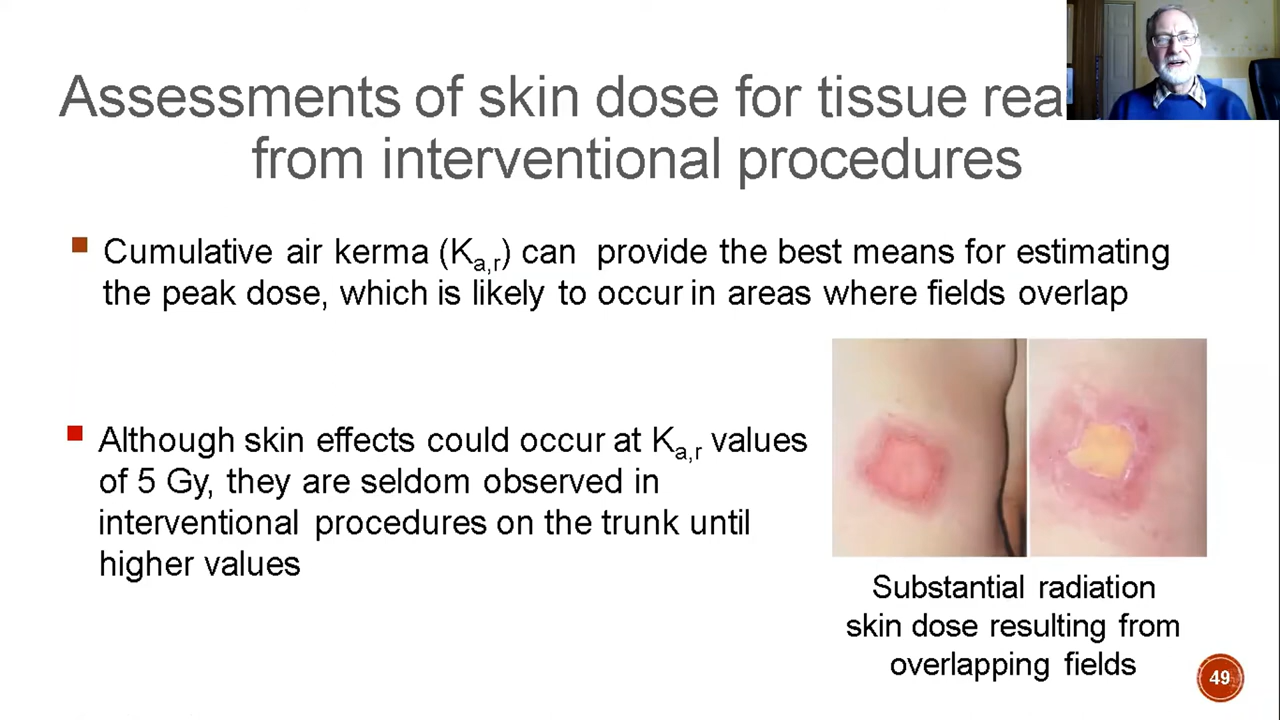 Assessments of skin dose for tissue rea
from interventional procedures
Cumulative air kerma (Ka,r) can provide the best means for estimating
the peak dose, which is likely to occur in areas where fields overlap
Although skin effects could occur at Ka,r values
of 5 Gy, they are seldom observed in
interventional procedures on the trunk until
higher values
Substantial radiation
skin dose resulting from
overlapping fields
49